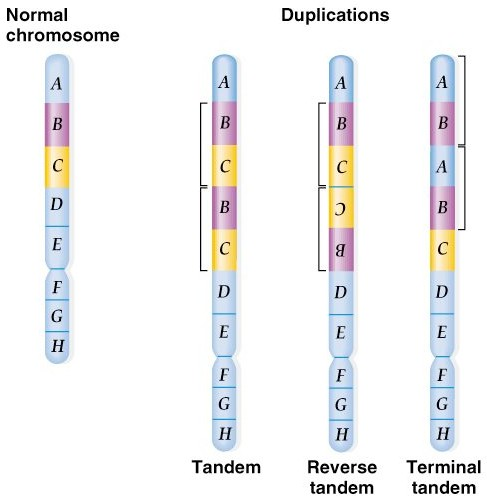 Normal
chromosome
Duplications
A
B
C
D
E
F
G
H
A
B
C
B
C
D
E
F
G
H
Tandem
A
B
C
C
B
D
E
F
G
H
Reverse
tandem
A
B
A
B
C
D
E
F
G
H
Terminal
tandem